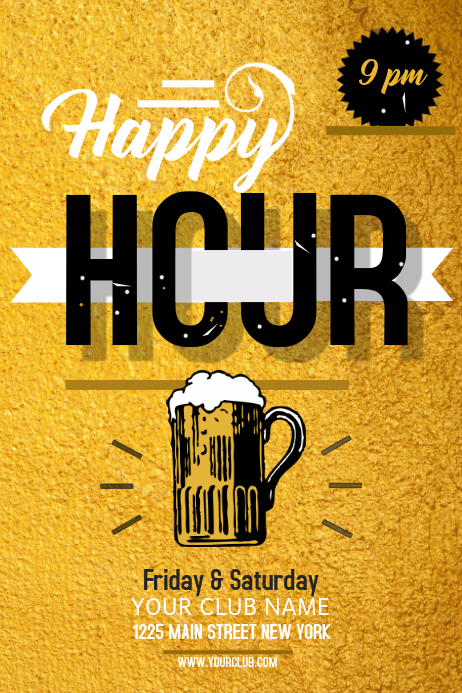 9 pm
Happy
HOUR
Friday & Saturday
YOUR CLUB NAME
1225 MAIN STREET NEW YORK
WWW.YOURCLUB.COM